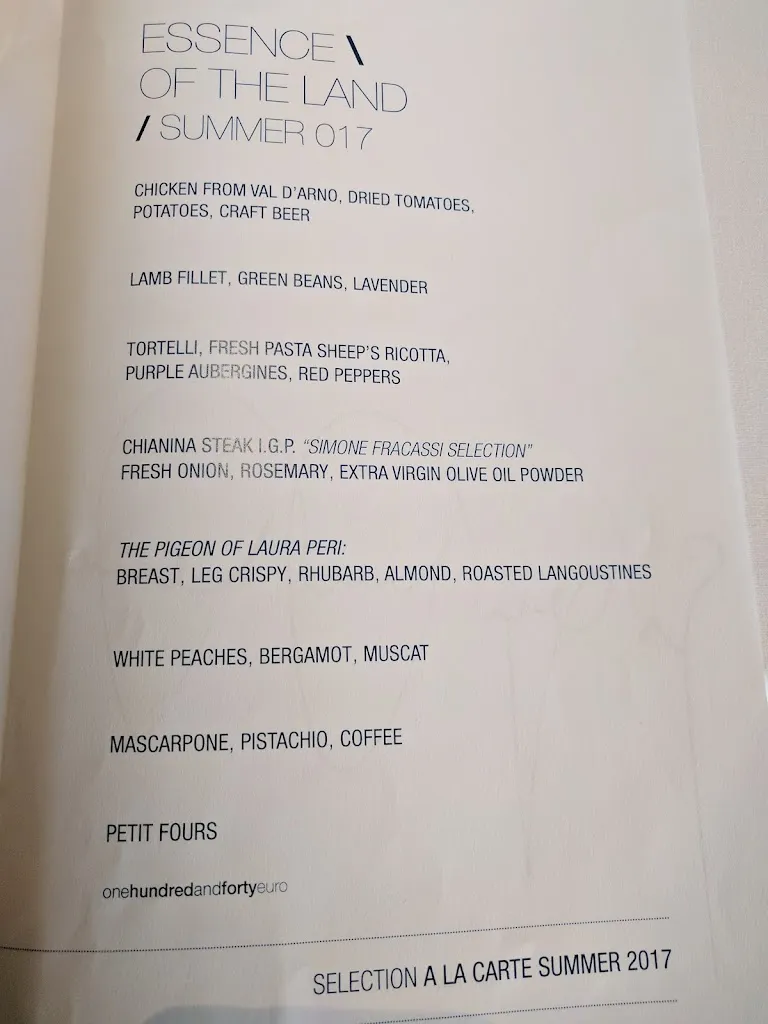 ESSENCE \
OF THE LAND
/ SUMMER 017
CHICKEN FROM VAL D'ARNO, DRIED TOMATOES,
POTATOES, CRAFT BEER
LAMB FILLET, GREEN BEANS, LAVENDER
TORTELLI, FRESH PASTA SHEEP'S RICOTTA,
PURPLE AUBERGINES, RED PEPPERS
CHIANINA STEAK I.G.P. "SIMONE FRACASSI SELECTION"
FRESH ONION, ROSEMARY, EXTRA VIRGIN OLIVE OIL POWDER
THE PIGEON OF LAURA PERI:
BREAST, LEG CRISPY, RHUBARB, ALMOND, ROASTED LANGOUSTINES
WHITE PEACHES, BERGAMOT, MUSCAT
MASCARPONE, PISTACHIO, COFFEE
PETIT FOURS
onehundredandfortyeuro
SELECTION A LA CARTE SUMMER 2017